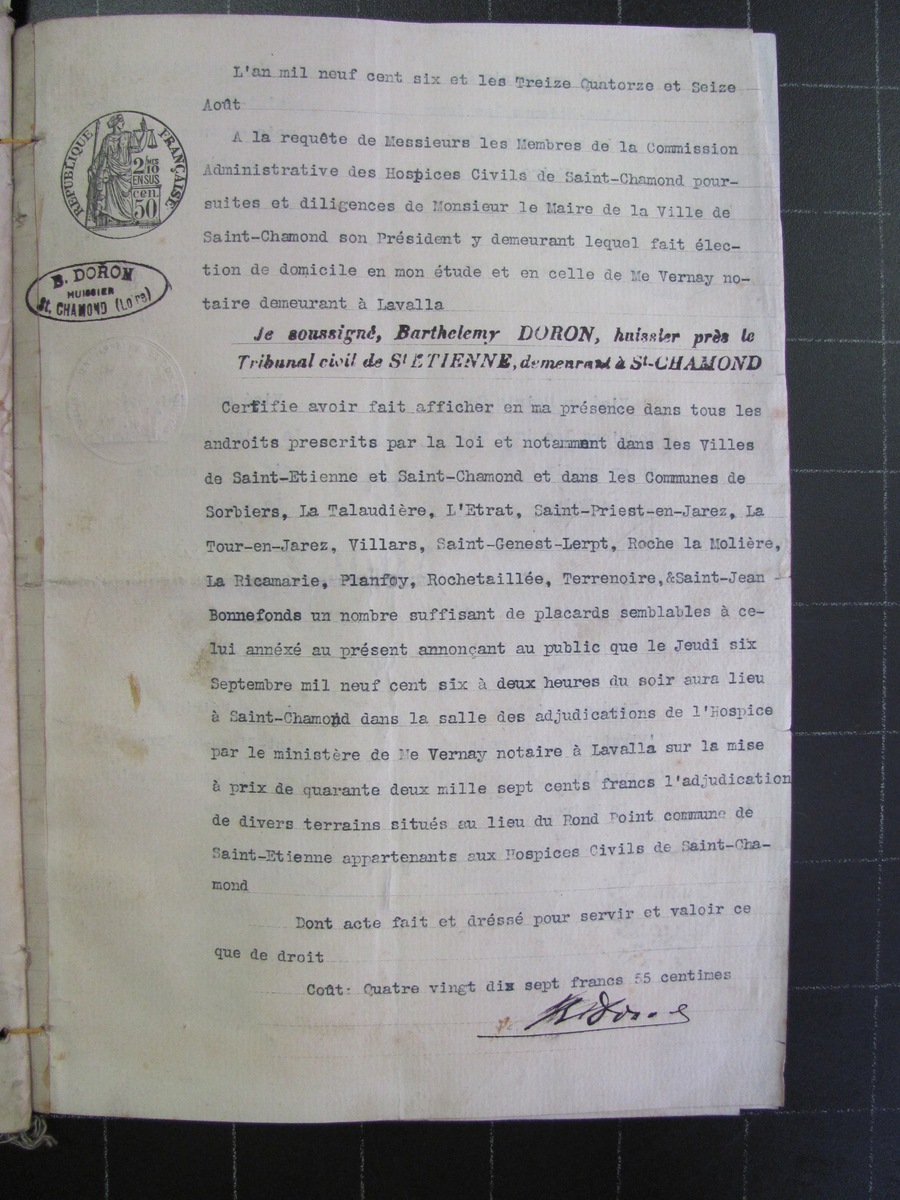 L'an mil neuf cent six et les Treize Quatorze et Seize
Août
A la requête de Messieurs les Membres de la Commission
Administrative des Hospices Civils de Saint-Chamond pour-
suites et diligences de Monsieur le Maire de la Ville de
Saint-Chamond son Président y demeurant lequel fait élec-
tion de domicile en mon étude et en celle de Me Vernay no-
taire demeurant à Lavalla
REPUBLIQUE FRANÇAISE
2/10 MES
EN SUS
cen.
50
B. DORON
HUISSIER
St. CHAMOND (Loire)
Je soussigné, Barthelemy DORON, huissier près le
Tribunal civil de St ETIENNE, demeurant à St-CHAMOND
Certifie avoir fait afficher en ma présence dans tous les
androits prescrits par la loi et notamment dans les Villes
de Saint-Etienne et Saint-Chamond et dans les Communes de
Sorbiers, La Talaudière, L'Etrat, Saint-Priest-en-Jarez, La
Tour-en-Jarez, Villars, Saint-Genest-Lerpt, Roche la Molière,
La Ricamarie, Planfoy, Rochetaillée, Terrenoire,&Saint-Jean
Bonnefonds un nombre suffisant de placards semblables à ce-
lui annéxé au présent annonçant au public que le Jeudi six
Septembre mil neuf cent six à deux heures du soir aura lieu
à Saint-Chamond dans la salle des adjudications de l'Hospice
par le ministère de Me Vernay notaire à Lavalla sur la mise
à prix de quarante deux mille sept cents francs l'adjudication
de divers terrains situés au lieu du Rond Point commune de
Saint-Etienne appartenants aux Hospices Civils de Saint-Cha-
mond
Dont acte fait et dréssé pour servir et valoir ce
que de droit
Coût: Quatre vingt dix sept francs 55 centimes